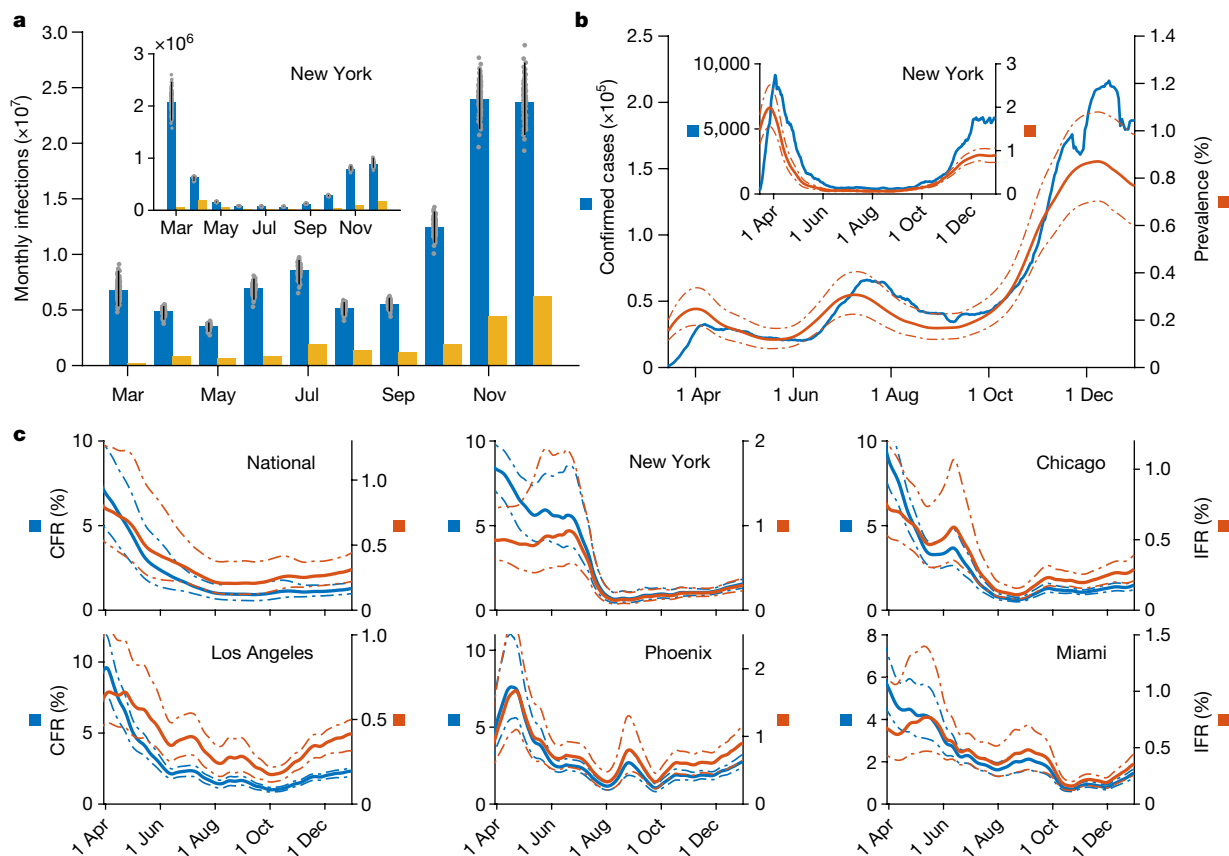 a
Monthly infections (×10⁷)
3.0
2.5
2.0
1.5
1.0
0.5
0
Mar May Jul Sep Nov
×10⁶
New York
3
2
1
0
Mar May Jul Sep Nov
b
Confirmed cases (×10⁵)
2.5
2.0
1.5
1.0
0.5
0
1 Apr 1 Jun 1 Aug 1 Oct 1 Dec
1.4
1.2
1.0
0.8
0.6
0.4
0.2
0
Prevalence (%)
New York
10,000
5,000
0
3
2
1
0
1 Apr 1 Jun 1 Aug 1 Oct 1 Dec
c
National
CFR (%)
10
5
0
1.0
0.5
0
New York
10
5
0
2
1
0
Chicago
10
5
0
1.0
0.5
0
IFR (%)
Los Angeles
CFR (%)
10
5
0
1.0
0.5
0
1 Apr 1 Jun 1 Aug 1 Oct 1 Dec
Phoenix
10
5
0
2
1
0
1 Apr 1 Jun 1 Aug 1 Oct 1 Dec
Miami
8
6
4
2
0
1.5
1.0
0.5
0
IFR (%)
1 Apr 1 Jun 1 Aug 1 Oct 1 Dec